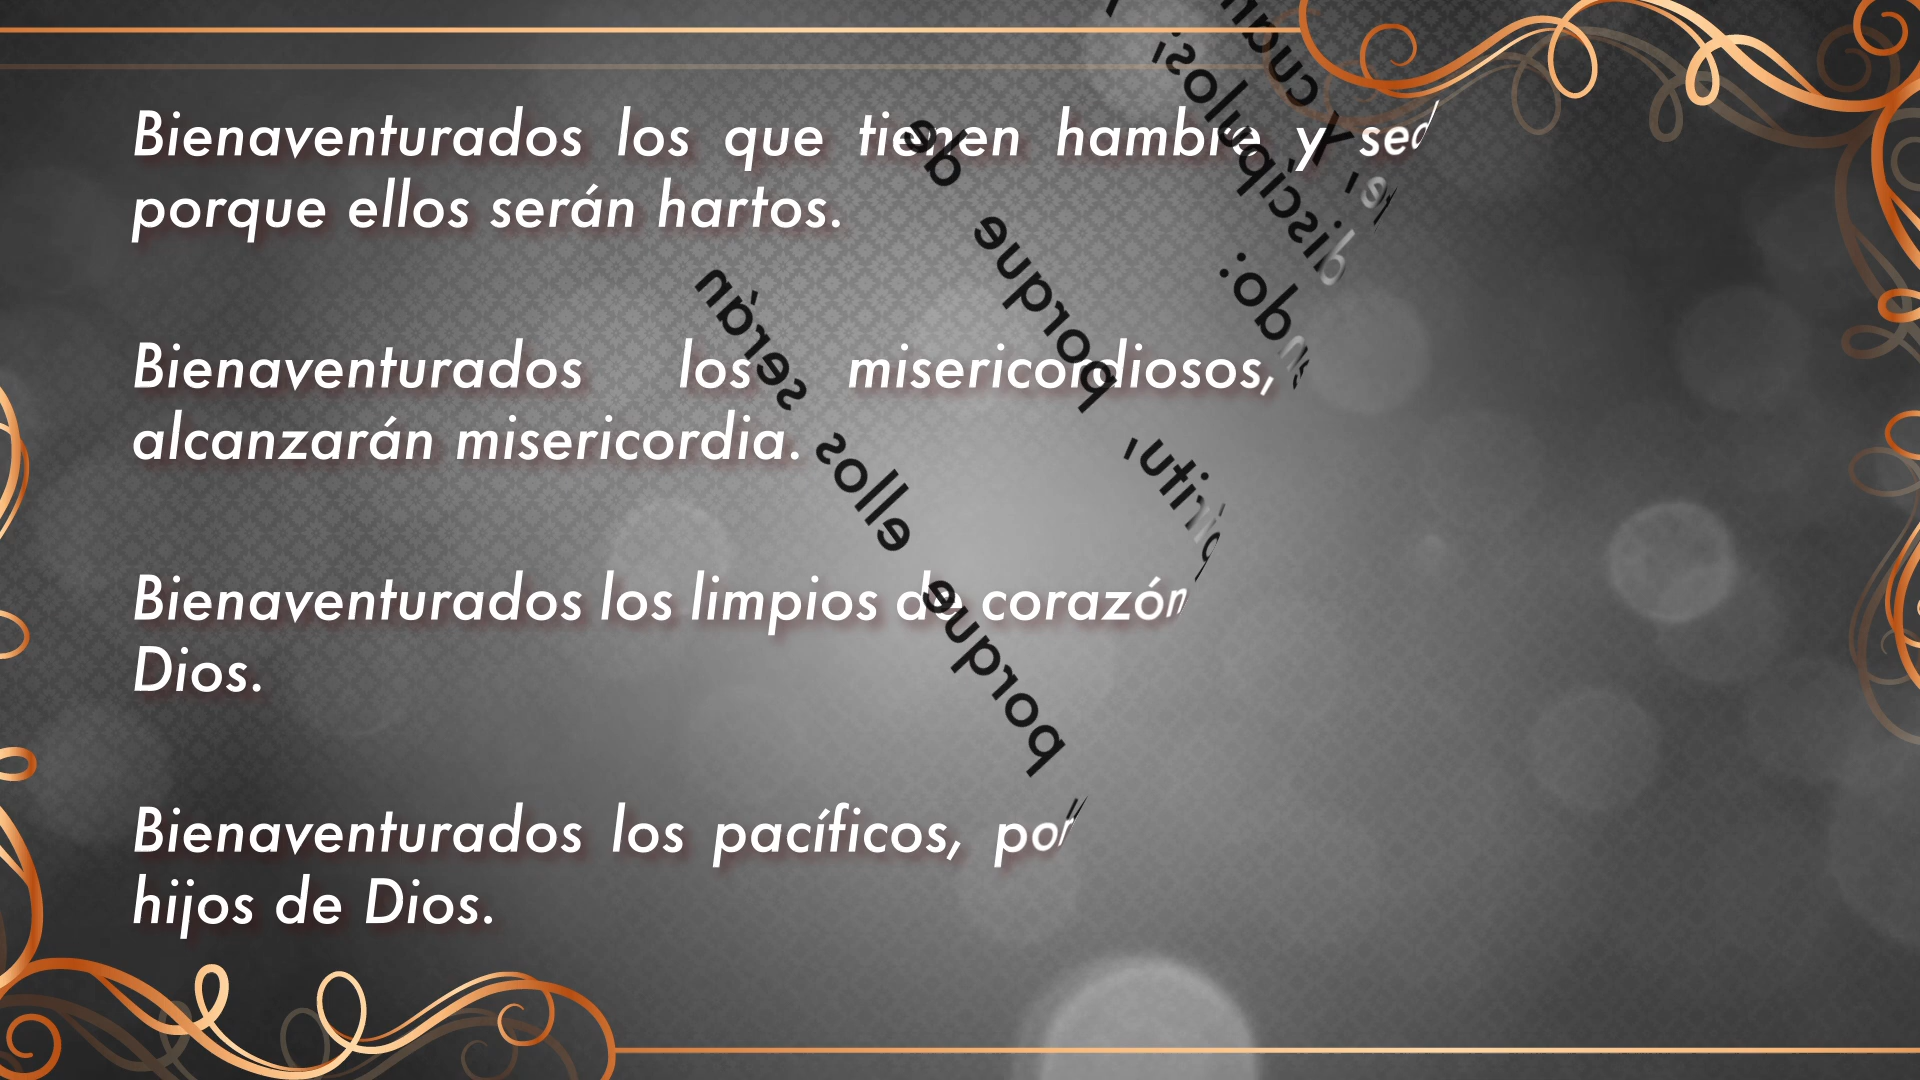 Bienaventurados los que tienen hambre y sed
porque ellos serán hartos.
Bienaventurados los misericordiosos,
alcanzarán misericordia.
Bienaventurados los limpios de corazón
Dios.
Bienaventurados los pacíficos,
hijos de Dios.
discípulos,
porque de
porque ellos serán